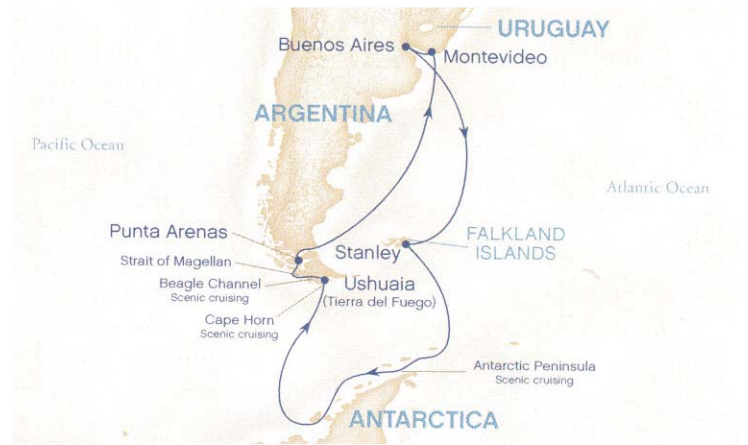 URUGUAY
Buenos Aires
Montevideo
ARGENTINA
Pacific Ocean
Atlantic Ocean
Punta Arenas
FALKLAND
ISLANDS
Stanley
Strait of Magellan
Beagle Channel
Scenic cruising
Ushuaia
(Tierra del Fuego)
Cape Horn
Scenic cruising
Antarctic Peninsula
Scenic cruising
ANTARCTICA